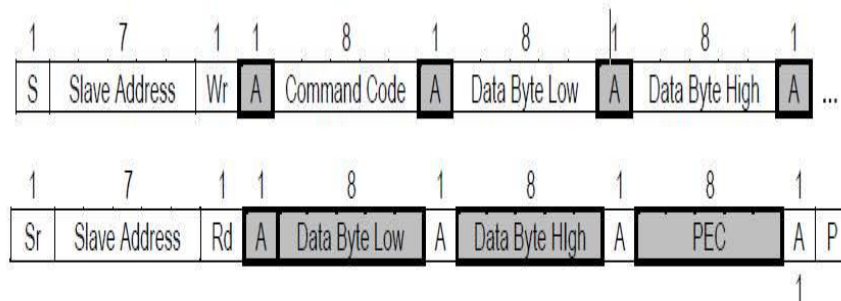 1 7 1 1 8 1 8 1 8 1
S Slave Address Wr A Command Code A Data Byte Low A Data Byte High A ...
1 7 1 1 8 1 8 1 8 1
Sr Slave Address Rd A Data Byte Low A Data Byte HIgh A PEC A P
1